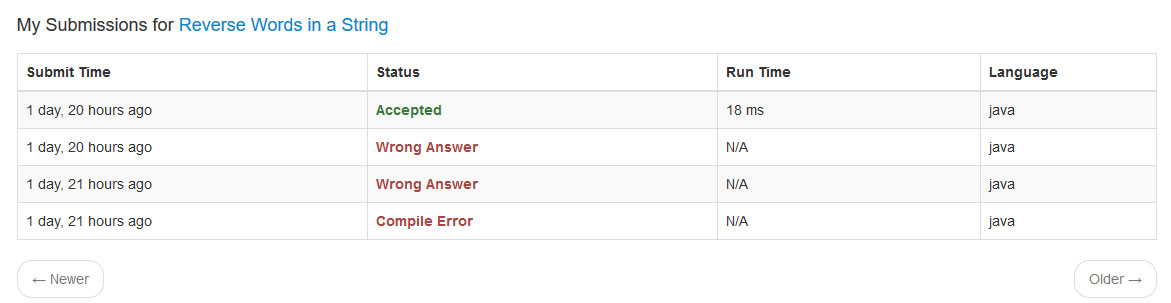 My Submissions for Reverse Words in a String
Submit Time Status Run Time Language
1 day, 20 hours ago Accepted 18 ms java
1 day, 20 hours ago Wrong Answer N/A java
1 day, 21 hours ago Wrong Answer N/A java
1 day, 21 hours ago Compile Error N/A java
← Newer Older →